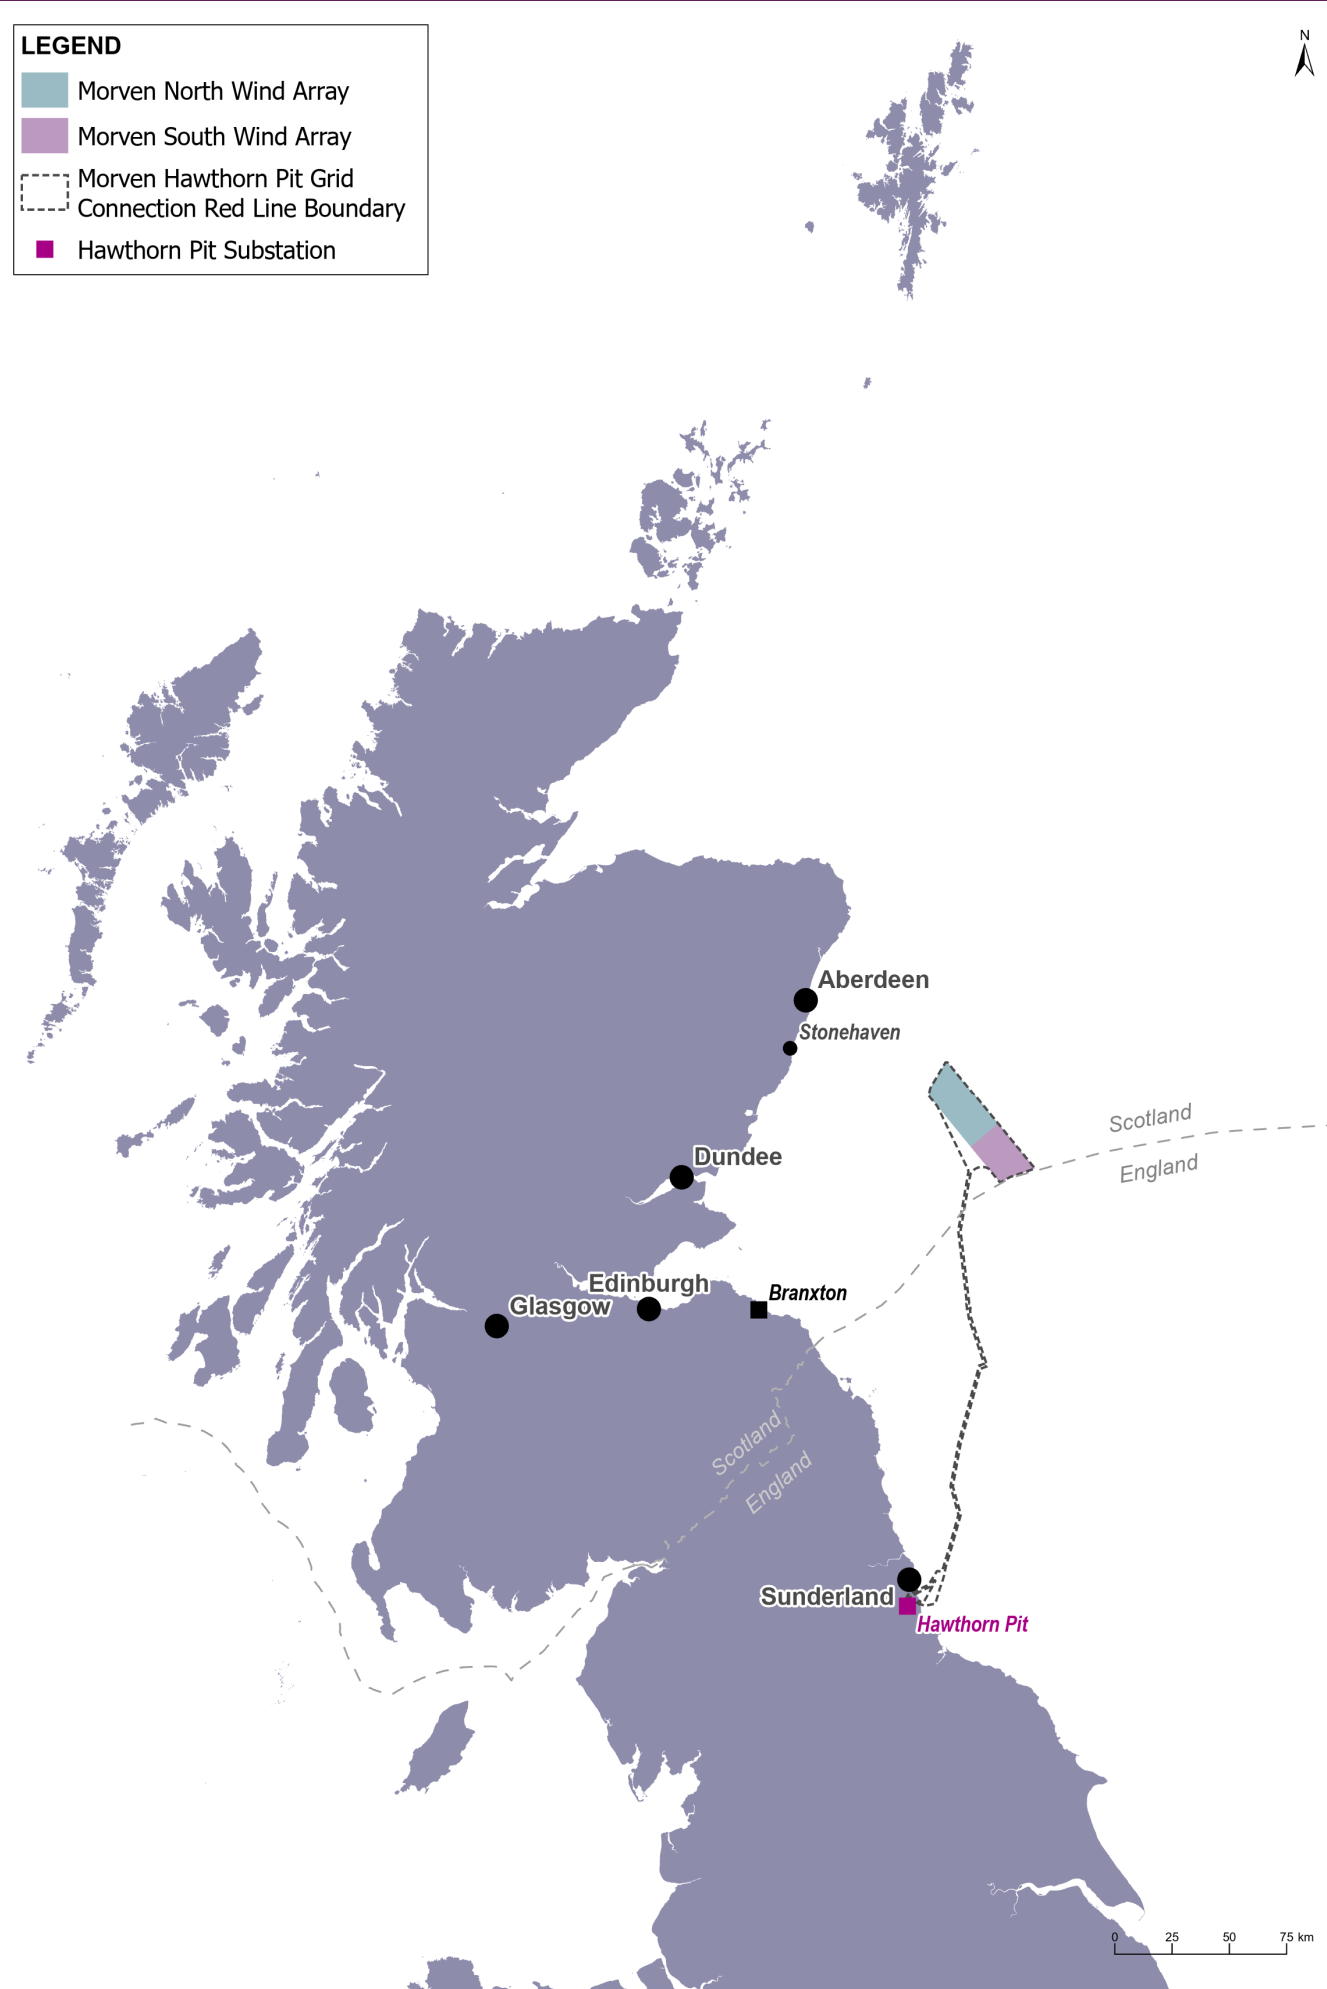 LEGEND
Morven North Wind Array
Morven South Wind Array
Morven Hawthorn Pit Grid
Connection Red Line Boundary
Hawthorn Pit Substation
N
Aberdeen
Stonehaven
Scotland
England
Dundee
Edinburgh
Branxton
Glasgow
Scotland
England
Sunderland
Hawthorn Pit
0 25 50 75 km